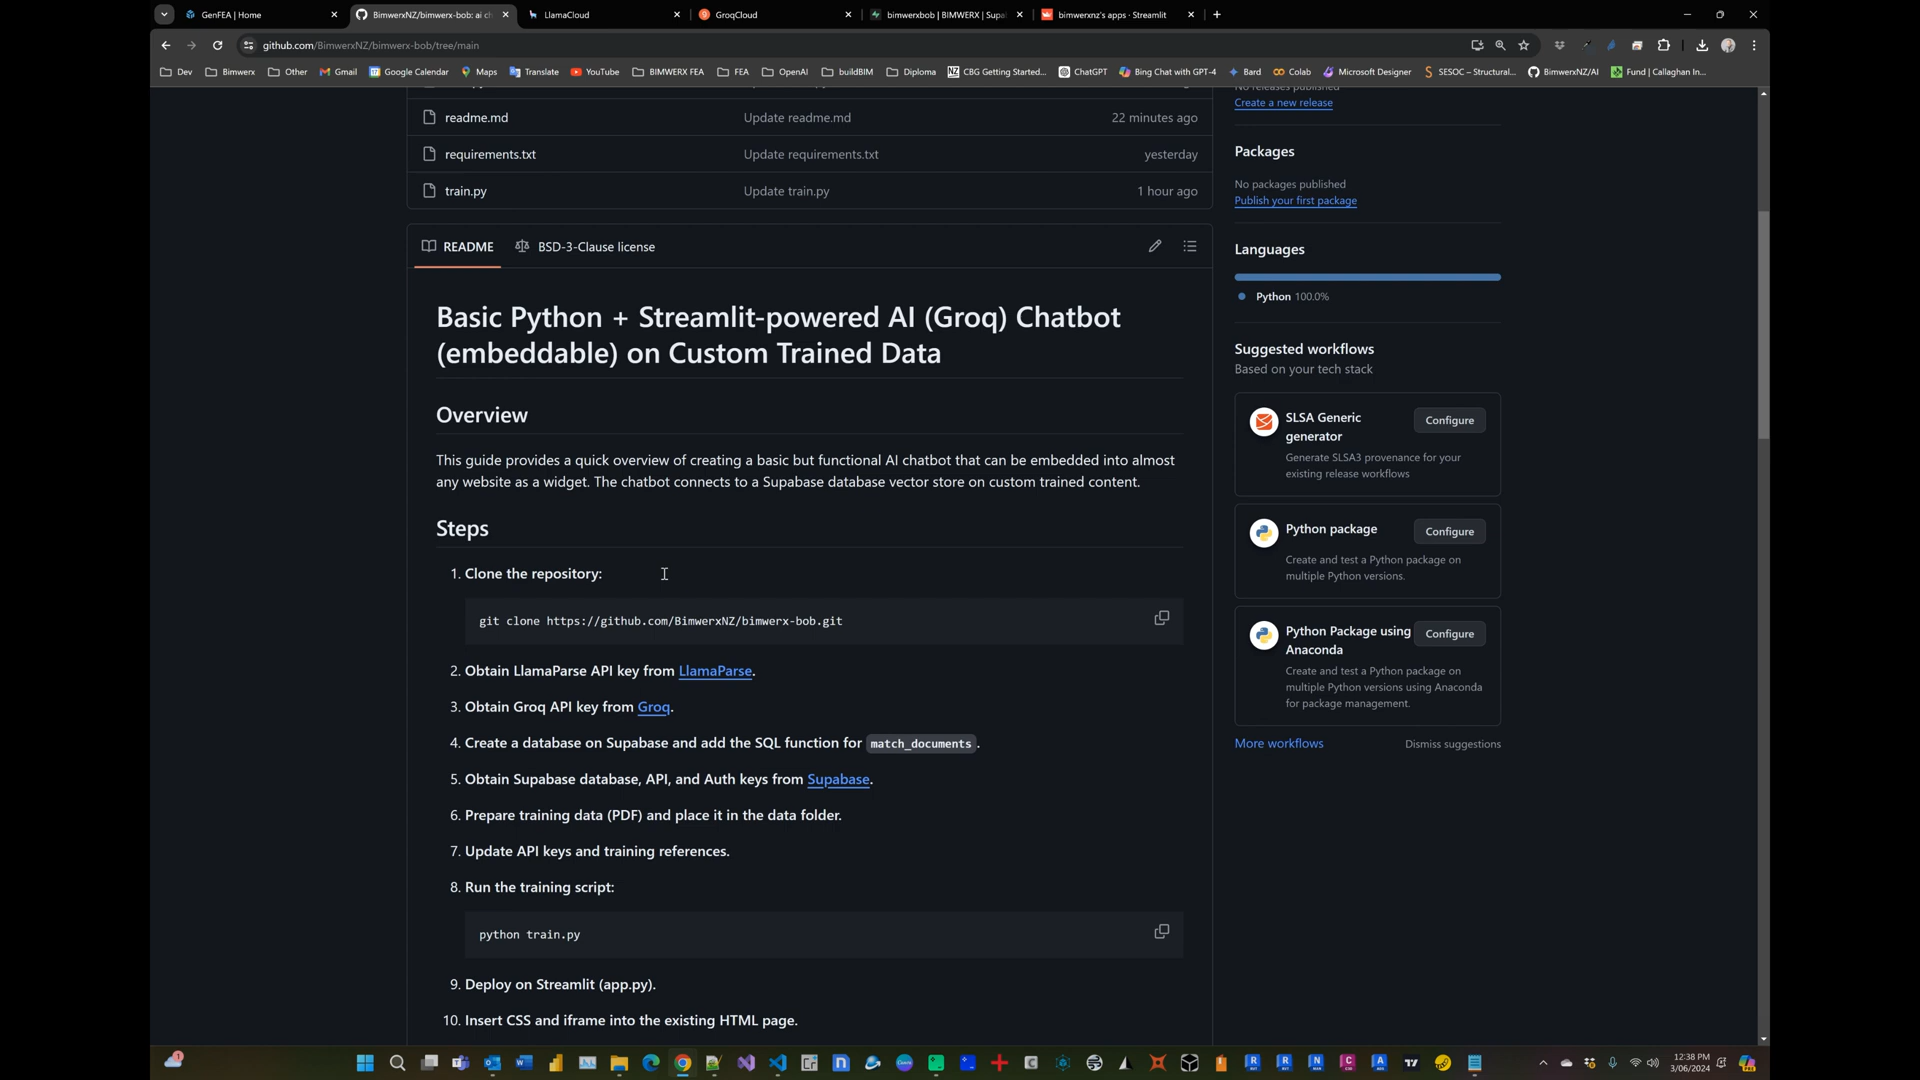 GenFEA | Home
BimwerxNZ/bimwerx-bob: ai ch
LlamaCloud
GroqCloud
bimwerxbob | BIMWERX | Supa
bimwerxnz's apps · Streamlit
github.com/BimwerxNZ/bimwerx-bob/tree/main
Dev
Bimwerx
Other
Gmail
Google Calendar
Maps
Translate
YouTube
BIMWERX FEA
FEA
OpenAI
buildBIM
Diploma
CBG Getting Started...
ChatGPT
Bing Chat with GPT-4
Bard
Colab
Microsoft Designer
SESOC – Structural...
BimwerxNZ/AI
Fund | Callaghan In...
No releases published
Create a new release
readme.md Update readme.md 22 minutes ago
requirements.txt Update requirements.txt yesterday
train.py Update train.py 1 hour ago
Packages
No packages published
Publish your first package
README
BSD-3-Clause license
Languages
Python 100.0%
Basic Python + Streamlit-powered AI (Groq) Chatbot
(embeddable) on Custom Trained Data
Overview
This guide provides a quick overview of creating a basic but functional AI chatbot that can be embedded into almost
any website as a widget. The chatbot connects to a Supabase database vector store on custom trained content.
Steps
1. Clone the repository:
git clone https://github.com/BimwerxNZ/bimwerx-bob.git
2. Obtain LlamaParse API key from LlamaParse.
3. Obtain Groq API key from Groq.
4. Create a database on Supabase and add the SQL function for match_documents.
5. Obtain Supabase database, API, and Auth keys from Supabase.
6. Prepare training data (PDF) and place it in the data folder.
7. Update API keys and training references.
8. Run the training script:
python train.py
9. Deploy on Streamlit (app.py).
10. Insert CSS and iframe into the existing HTML page.
Suggested workflows
Based on your tech stack
SLSA Generic
generator
Configure
Generate SLSA3 provenance for your
existing release workflows
Python package
Configure
Create and test a Python package on
multiple Python versions.
Python Package using
Anaconda
Configure
Create and test a Python package on
multiple Python versions using Anaconda
for package management.
More workflows
Dismiss suggestions
12:38 PM
3/06/2024